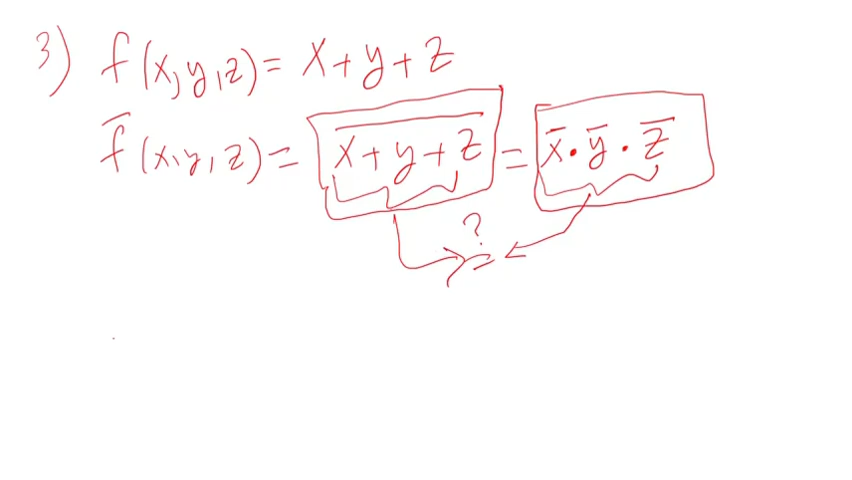 3) f(x,y,z) = x+y+z
f̅(x,y,z) = x̅+̅y̅+̅z̅ = x̅·y̅·z̅
?
=